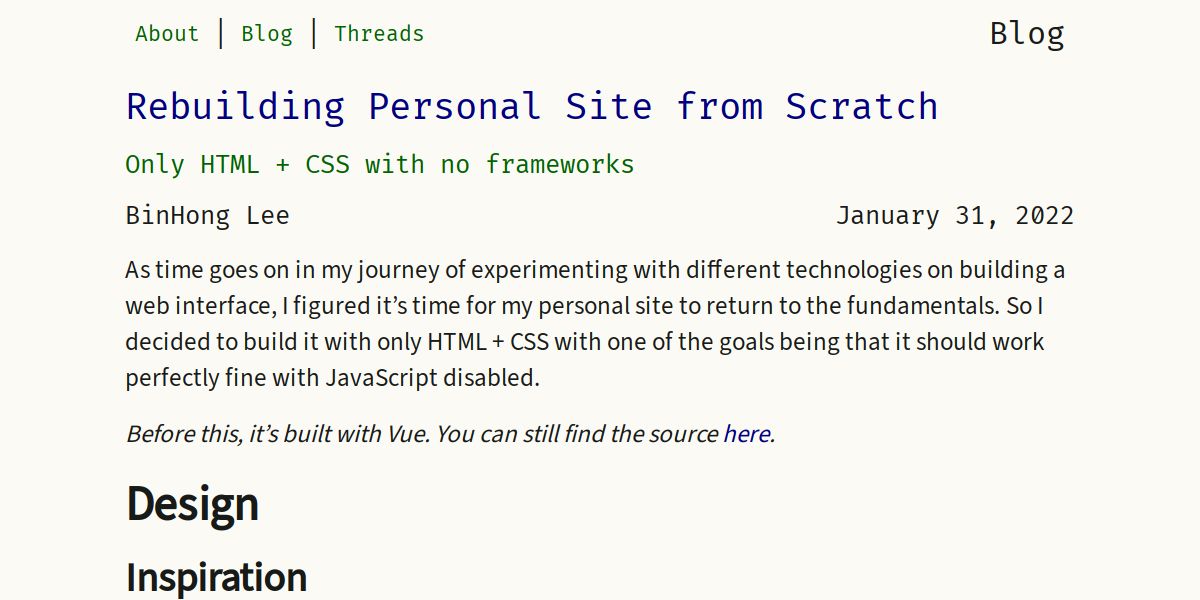 About | Blog | Threads Blog
Rebuilding Personal Site from Scratch
Only HTML + CSS with no frameworks
BinHong Lee January 31, 2022
As time goes on in my journey of experimenting with different technologies on building a
web interface, I figured it’s time for my personal site to return to the fundamentals. So I
decided to build it with only HTML + CSS with one of the goals being that it should work
perfectly fine with JavaScript disabled.
Before this, it’s built with Vue. You can still find the source here.
Design
Inspiration